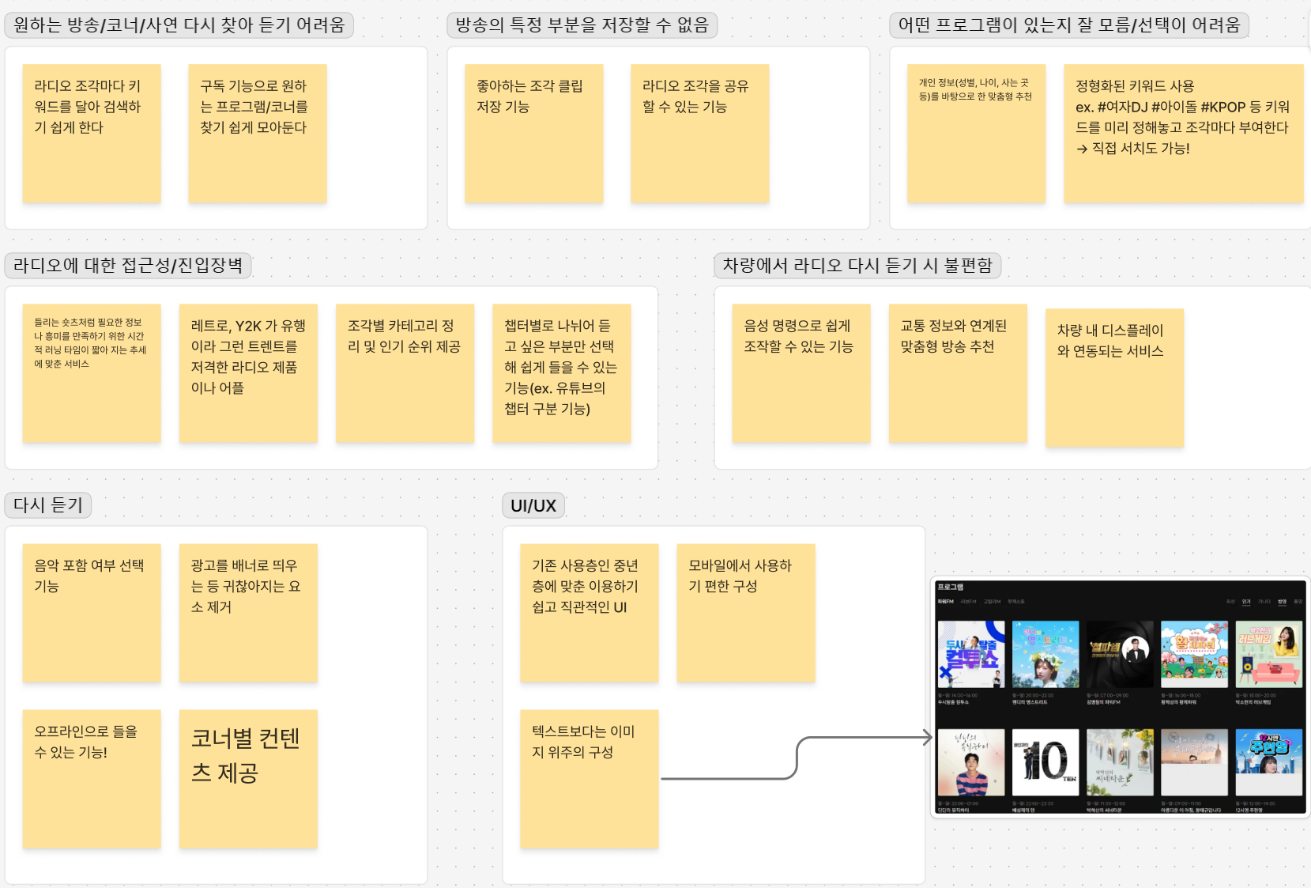 원하는 방송/코너/사연 다시 찾아 듣기 어려움
방송의 특정 부분을 저장할 수 없음
어떤 프로그램이 있는지 잘 모름/선택이 어려움
라디오 조각마다 키
워드를 달아 검색하
기 쉽게 한다
구독 기능으로 원하
는 프로그램/코너를
찾기 쉽게 모아둔다
좋아하는 조각 클립
저장 기능
라디오 조각을 공유
할 수 있는 기능
개인 정보(성별, 나이, 사는 곳
등)를 바탕으로 한 맞춤형 추천
정형화된 키워드 사용
ex. #여자DJ #아이돌 #KPOP 등 키워
드를 미리 정해놓고 조각마다 부여한다
→ 직접 서치도 가능!
라디오에 대한 접근성/진입장벽
차량에서 라디오 다시 듣기 시 불편함
들리는 숏츠처럼 필요한 정보
나 흥미를 만족하기 위한 시간
적 러닝 타임이 짧아 지는 추세
에 맞춘 서비스
레트로, Y2K 가 유행
이라 그런 트렌트를
저격한 라디오 제품
이나 어플
조각별 카테고리 정
리 및 인기 순위 제공
챕터별로 나뉘어 듣
고 싶은 부분만 선택
해 쉽게 들을 수 있는
기능(ex. 유튜브의
챕터 구분 기능)
음성 명령으로 쉽게
조작할 수 있는 기능
교통 정보와 연계된
맞춤형 방송 추천
차량 내 디스플레이
와 연동되는 서비스
다시 듣기
UI/UX
음악 포함 여부 선택
기능
광고를 배너로 띄우
는 등 귀찮아지는 요
소 제거
기존 사용층인 중년
층에 맞춘 이용하기
쉽고 직관적인 UI
모바일에서 사용하
기 편한 구성
오프라인으로 들을
수 있는 기능!
코너별 컨텐
츠 제공
텍스트보다는 이미
지 위주의 구성
프로그램
파워FM
두시탈출
컬투쇼
10
TEN